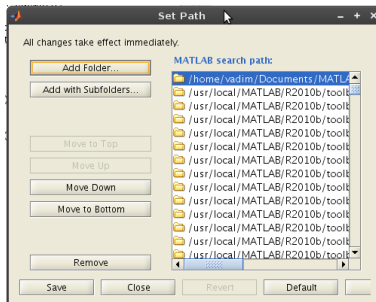 Set Path
All changes take effect immediately.
MATLAB search path:
Add Folder...
Add with Subfolders...
Move to Top
Move Up
Move Down
Move to Bottom
Remove
/home/vadim/Documents/MATLA
/usr/local/MATLAB/R2010b/toolb
/usr/local/MATLAB/R2010b/toolb
/usr/local/MATLAB/R2010b/toolb
/usr/local/MATLAB/R2010b/toolb
/usr/local/MATLAB/R2010b/toolb
/usr/local/MATLAB/R2010b/toolb
/usr/local/MATLAB/R2010b/toolb
/usr/local/MATLAB/R2010b/toolb
/usr/local/MATLAB/R2010b/toolb
/usr/local/MATLAB/R2010b/toolb
/usr/local/MATLAB/R2010b/toolb
/usr/local/MATLAB/R2010b/toolb
/usr/local/MATLAB/R2010b/toolb
/usr/local/MATLAB/R2010b/toolb
Save
Close
Revert
Default